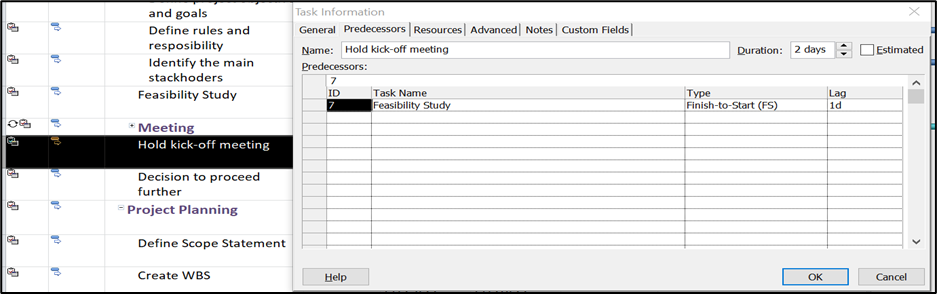 and goals
Define rules and
resposibility
Identify the main
stackhoders
Feasibility Study
Meeting
Hold kick-off meeting
Decision to proceed
further
Project Planning
Define Scope Statement
Create WBS
Task Information
General Predecessors Resources Advanced Notes Custom Fields
Name: Hold kick-off meeting Duration: 2 days Estimated
Predecessors:
7
ID Task Name Type Lag
7 Feasibility Study Finish-to-Start (FS) 1d
Help OK Cancel